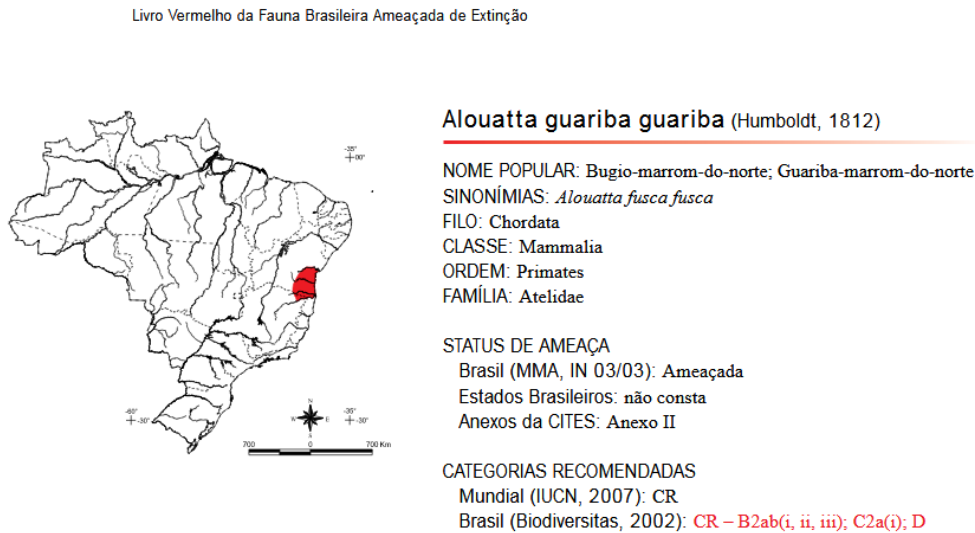 Livro Vermelho da Fauna Brasileira Ameaçada de Extinção
Alouatta guariba guariba (Humboldt, 1812)
NOME POPULAR: Bugio-marrom-do-norte; Guariba-marrom-do-norte
SINONÍMIAS: Alouatta fusca fusca
FILO: Chordata
CLASSE: Mammalia
ORDEM: Primates
FAMÍLIA: Atelidae
STATUS DE AMEAÇA
Brasil (MMA, IN 03/03): Ameaçada
Estados Brasileiros: não consta
Anexos da CITES: Anexo II
CATEGORIAS RECOMENDADAS
Mundial (IUCN, 2007): CR
Brasil (Biodiversitas, 2002): CR – B2ab(i, ii, iii); C2a(i); D
-35°
00°
-60°
-30°
N
W E
S
-35°
-30°
700 0 700 Km